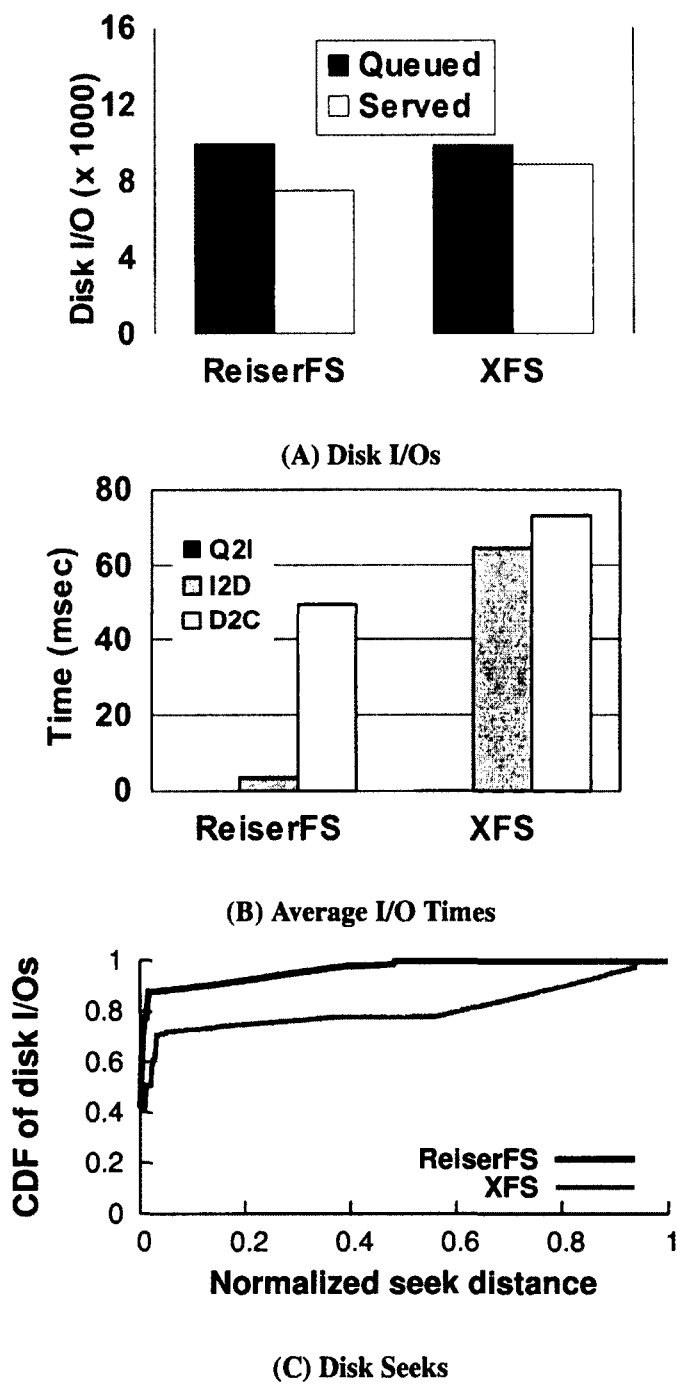 16
12
8
4
0
Disk I/O (x 1000)
Queued
Served
ReiserFS XFS
(A) Disk I/Os
80
60
40
20
0
Time (msec)
Q2I
I2D
D2C
ReiserFS XFS
(B) Average I/O Times
1
0.8
0.6
0.4
0.2
0
CDF of disk I/Os
ReiserFS
XFS
0 0.2 0.4 0.6 0.8 1
Normalized seek distance
(C) Disk Seeks